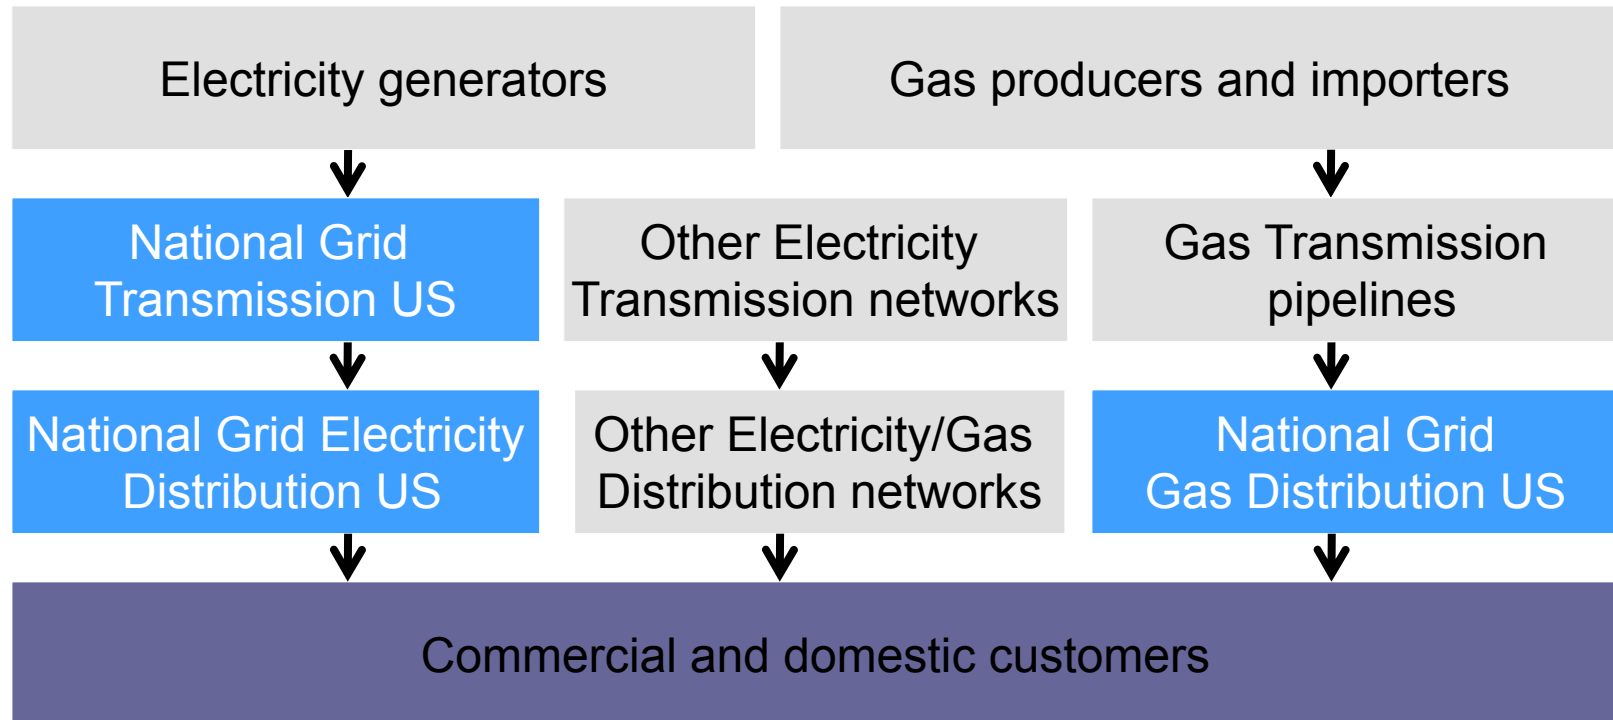 Electricity generators
Gas producers and importers
National Grid
Transmission US
Other Electricity
Transmission networks
Gas Transmission
pipelines
National Grid Electricity
Distribution US
Other Electricity/Gas
Distribution networks
National Grid
Gas Distribution US
Commercial and domestic customers